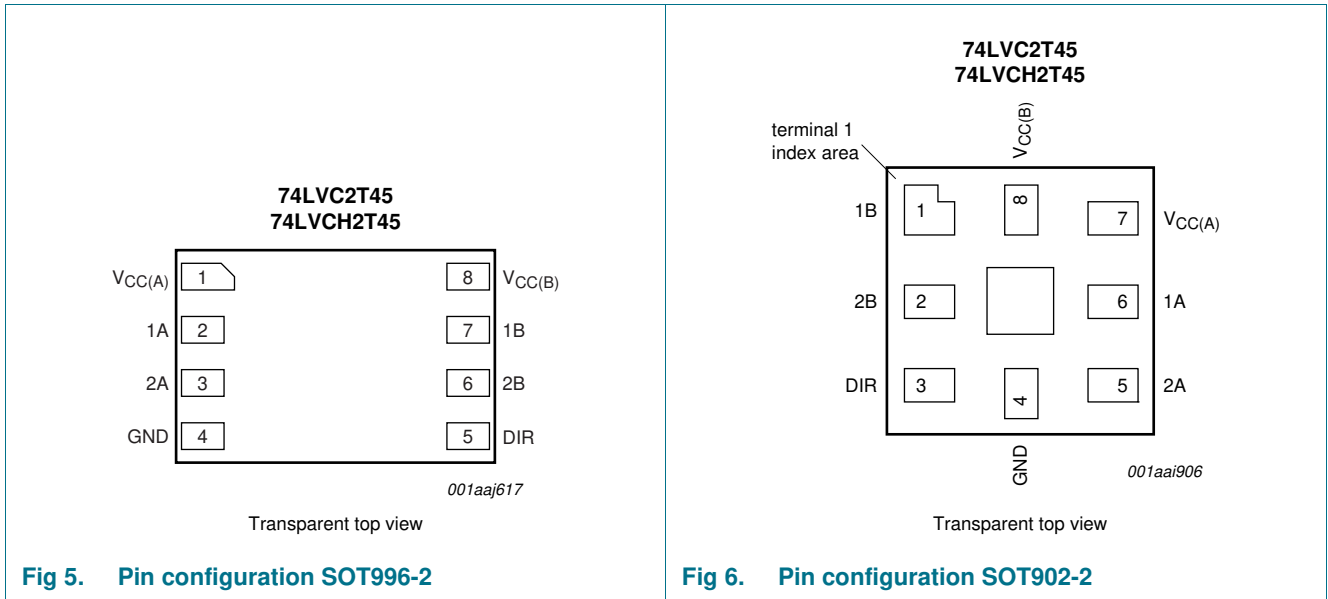 74LVC2T45
74LVCH2T45
VCC(A) 1 8 VCC(B)
1A 2 7 1B
2A 3 6 2B
GND 4 5 DIR
001aaj617
Transparent top view
Fig 5. Pin configuration SOT996-2
74LVC2T45
74LVCH2T45
terminal 1
index area
VCC(B)
1B 1 8 7 VCC(A)
2B 2 6 1A
DIR 3 4 5 2A
GND
001aai906
Transparent top view
Fig 6. Pin configuration SOT902-2